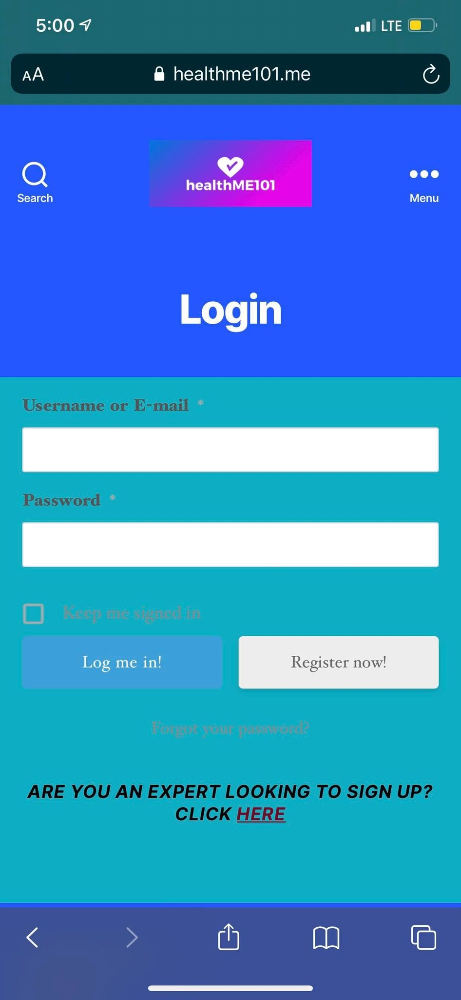 5:00
LTE
AA
healthme101.me
healthME101
Search
Menu
Login
Username or E-mail *
Password *
Keep me signed in
Log me in!
Register now!
Forgot your password?
ARE YOU AN EXPERT LOOKING TO SIGN UP?
CLICK HERE